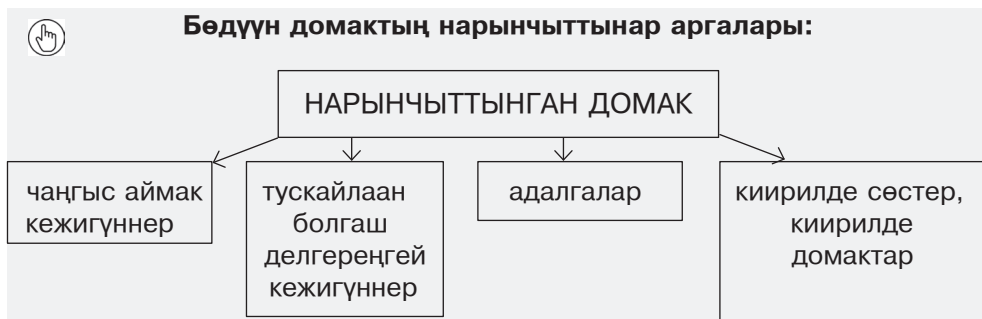 Бөдүүн домактың нарынчыттынар аргалары:
НАРЫНЧЫТТЫНГАН ДОМАК
чаңгыс аймак
кежигүннер
тускайлаан
болгаш
делгереңгей
кежигүннер
адалгалар
киирилде сөстер,
киирилде
домактар